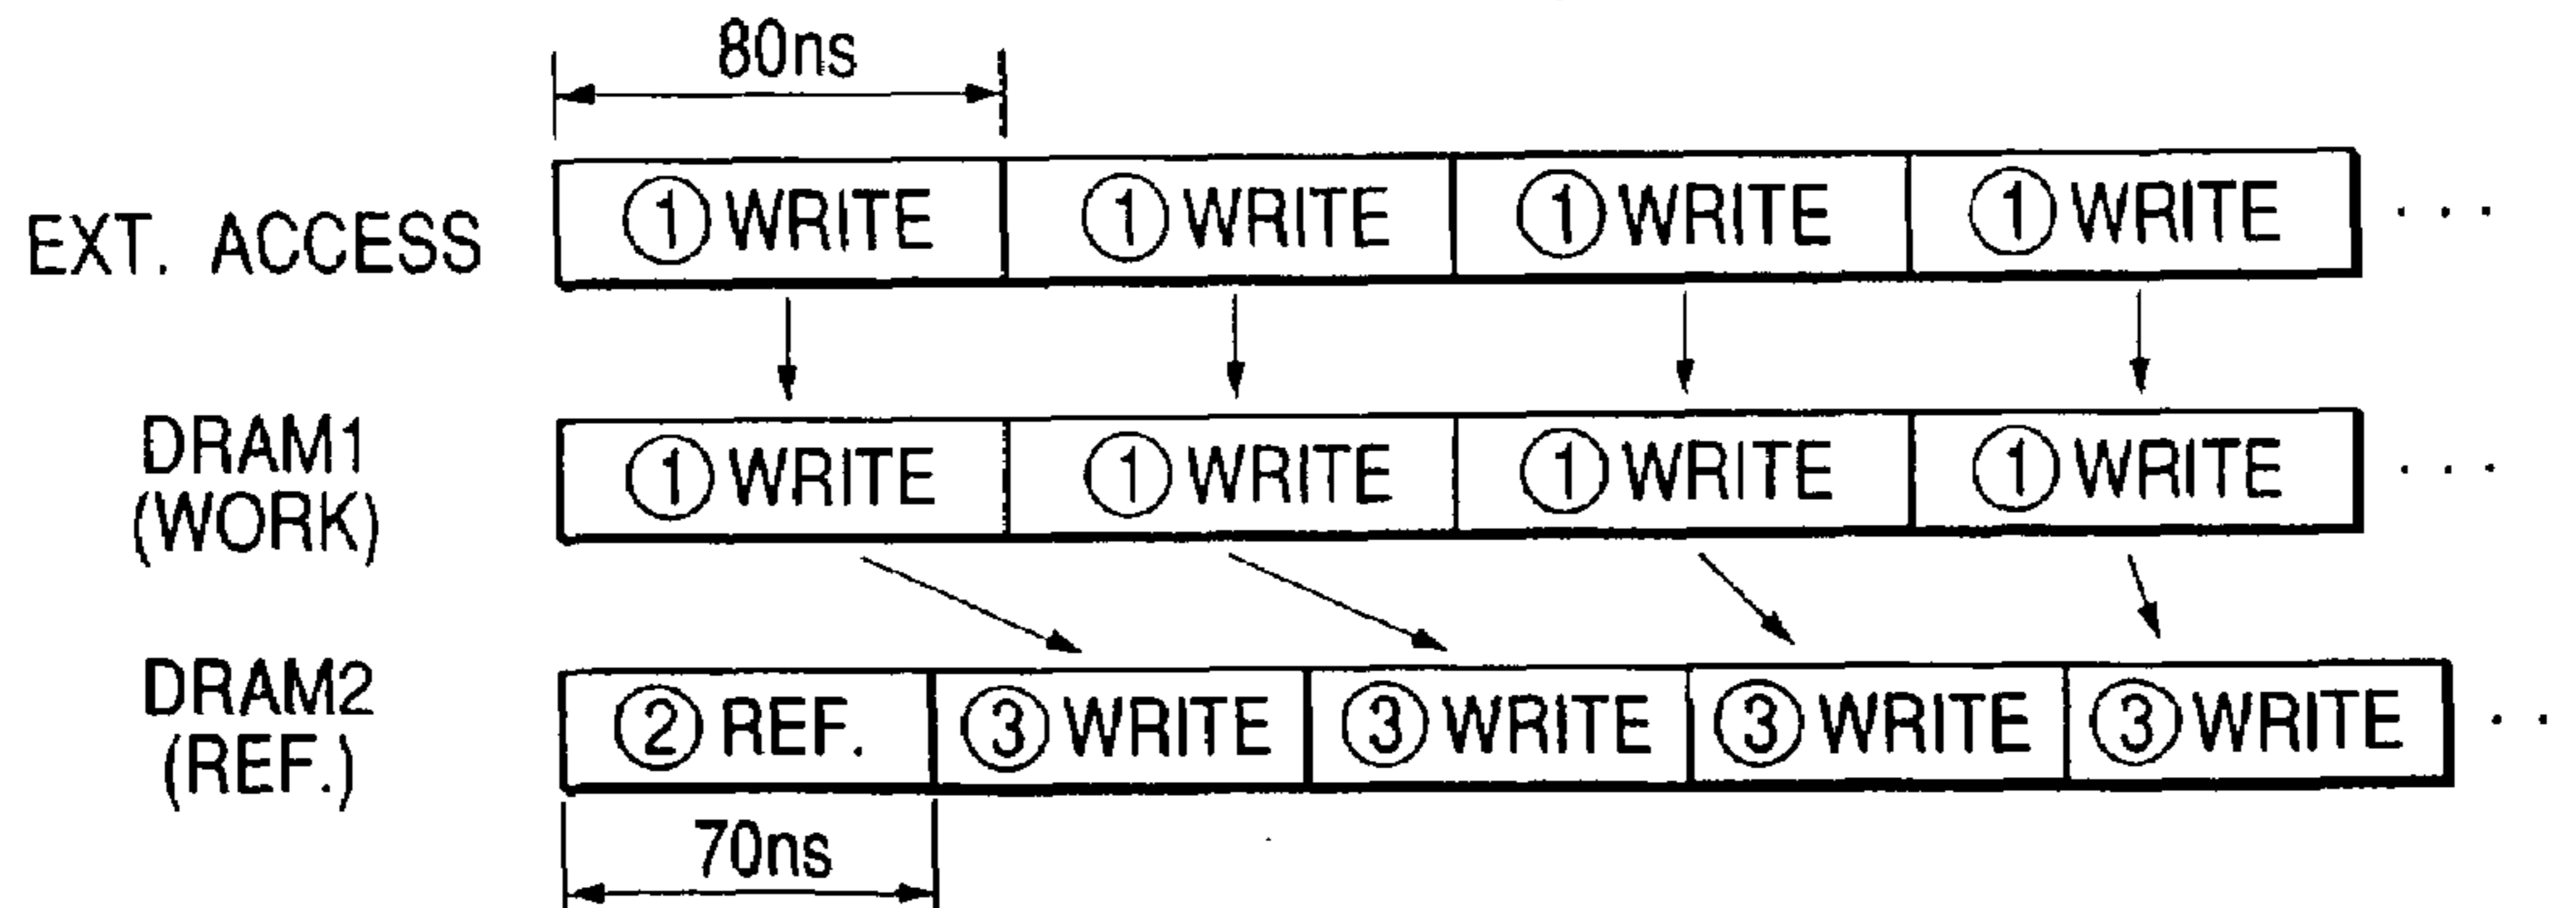 80ns
EXT. ACCESS ①WRITE ①WRITE ①WRITE ①WRITE . . .
DRAM1
(WORK)
①WRITE ①WRITE ①WRITE ①WRITE . . .
DRAM2
(REF.)
②REF. ③WRITE ③WRITE ③WRITE ③WRITE . .
70ns